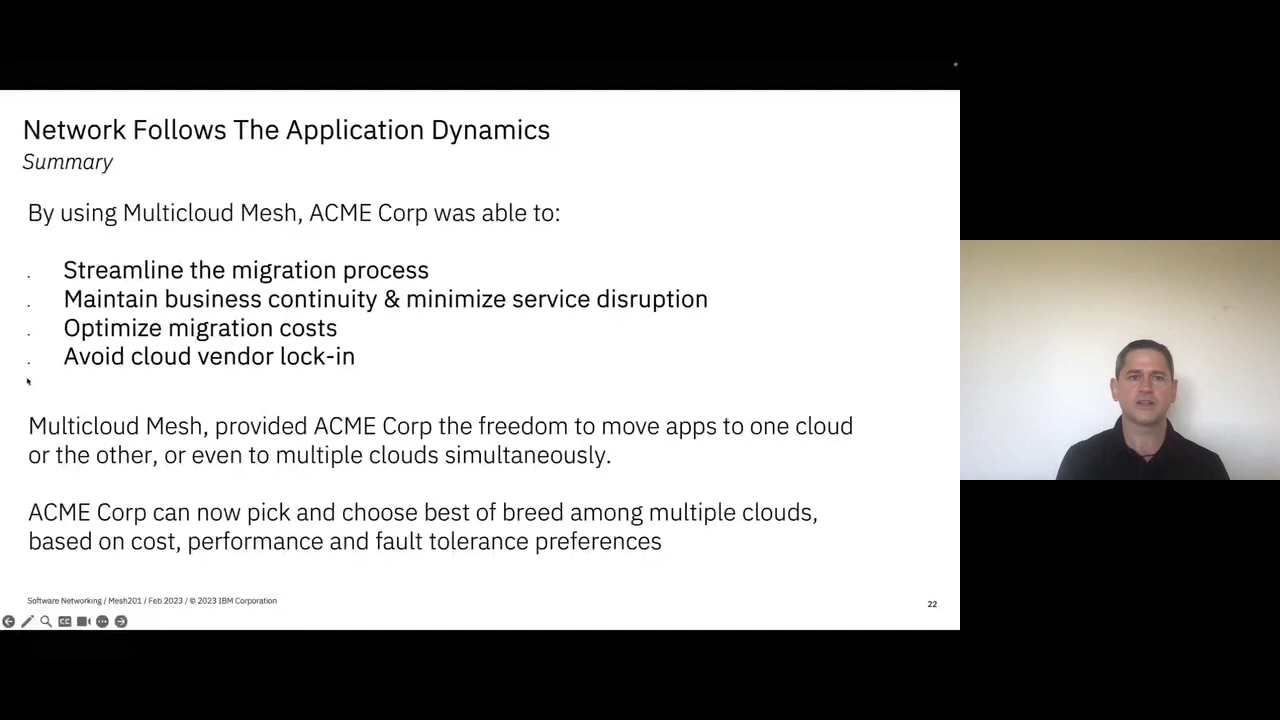 Network Follows The Application Dynamics
Summary
By using Multicloud Mesh, ACME Corp was able to:
. Streamline the migration process
. Maintain business continuity & minimize service disruption
. Optimize migration costs
. Avoid cloud vendor lock-in
Multicloud Mesh, provided ACME Corp the freedom to move apps to one cloud
or the other, or even to multiple clouds simultaneously.
ACME Corp can now pick and choose best of breed among multiple clouds,
based on cost, performance and fault tolerance preferences
Software Networking / Mesh201 / Feb 2023 / © 2023 IBM Corporation
22
CC